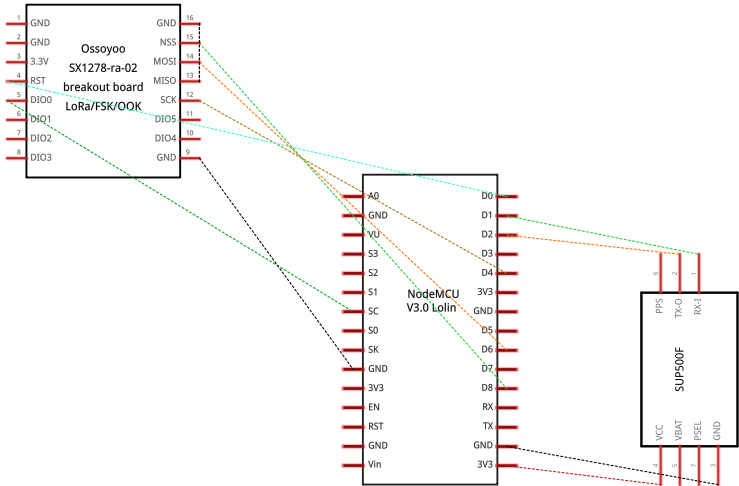 1 GND
2 GND
3 3.3V
4 RST
5 DIO0
6 DIO1
7 DIO2
8 DIO3
Ossoyoo
SX1278-ra-02
breakout board
LoRa/FSK/OOK
GND 16
NSS 15
MOSI 14
MISO 13
SCK 12
DIO5 11
DIO4 10
GND 9
A0
GND
VU
S3
S2
S1
SC
S0
SK
GND
3V3
EN
RST
GND
Vin
NodeMCU
V3.0 Lolin
D0
D1
D2
D3
D4
3V3
GND
D5
D6
D7
D8
RX
TX
GND
3V3
6 PPS
2 TX-O
1 RX-I
SUP500F
VCC 4
VBAT 5
PSEL 7
GND 3